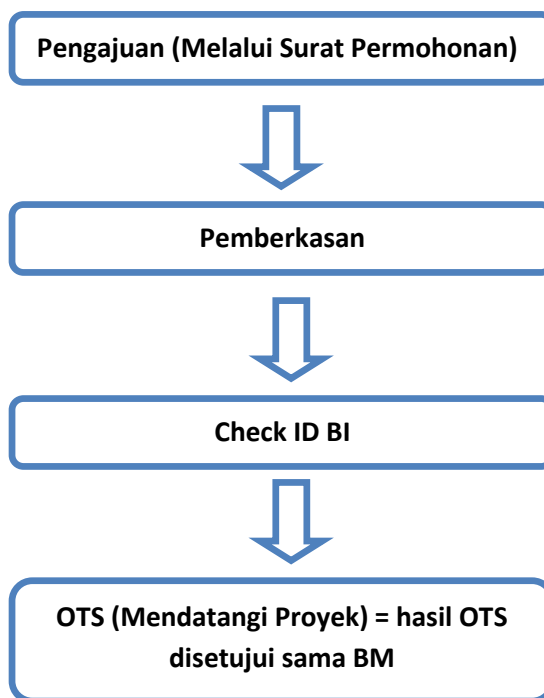 Pengajuan (Melalui Surat Permohonan)
Pemberkasan
Check ID BI
OTS (Mendatangi Proyek) = hasil OTS
disetujui sama BM